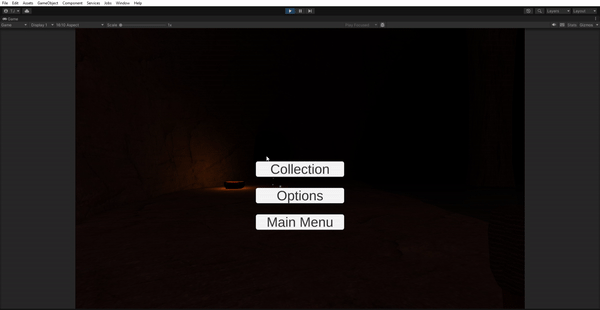 File Edit Assets GameObject Component Services Jobs Window Help
Layers Layout
Game
Game Display 1 16:10 Aspect Scale 1x Play Focused Stats Gizmos
Collection
Options
Main Menu